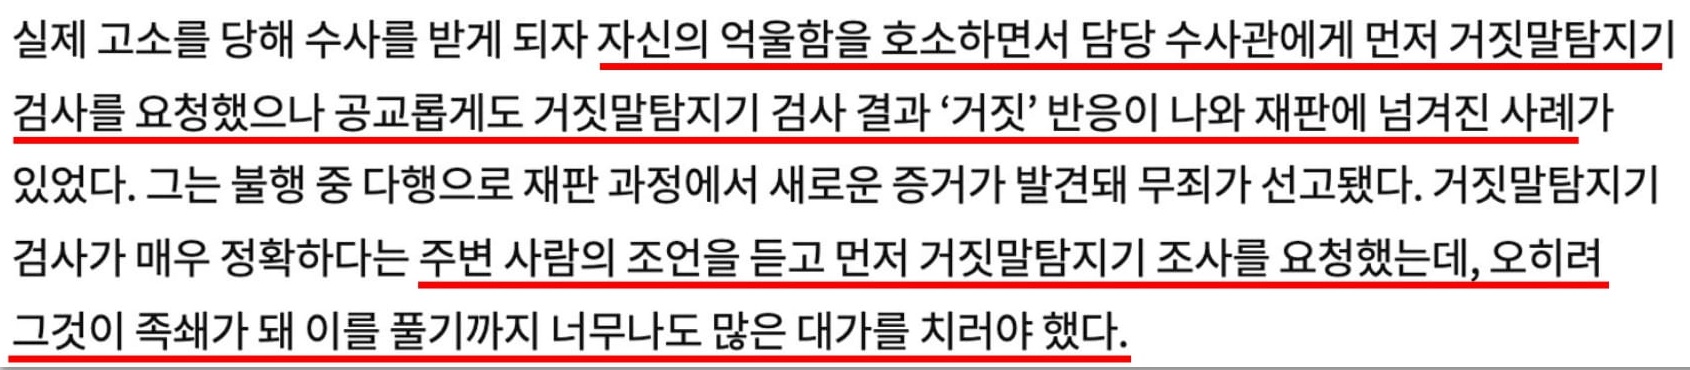 실제 고소를 당해 수사를 받게 되자 자신의 억울함을 호소하면서 담당 수사관에게 먼저 거짓말탐지기
검사를 요청했으나 공교롭게도 거짓말탐지기 검사 결과 ‘거짓’ 반응이 나와 재판에 넘겨진 사례가
있었다. 그는 불행 중 다행으로 재판 과정에서 새로운 증거가 발견돼 무죄가 선고됐다. 거짓말탐지기
검사가 매우 정확하다는 주변 사람의 조언을 듣고 먼저 거짓말탐지기 조사를 요청했는데, 오히려
그것이 족쇄가 돼 이를 풀기까지 너무나도 많은 대가를 치러야 했다.